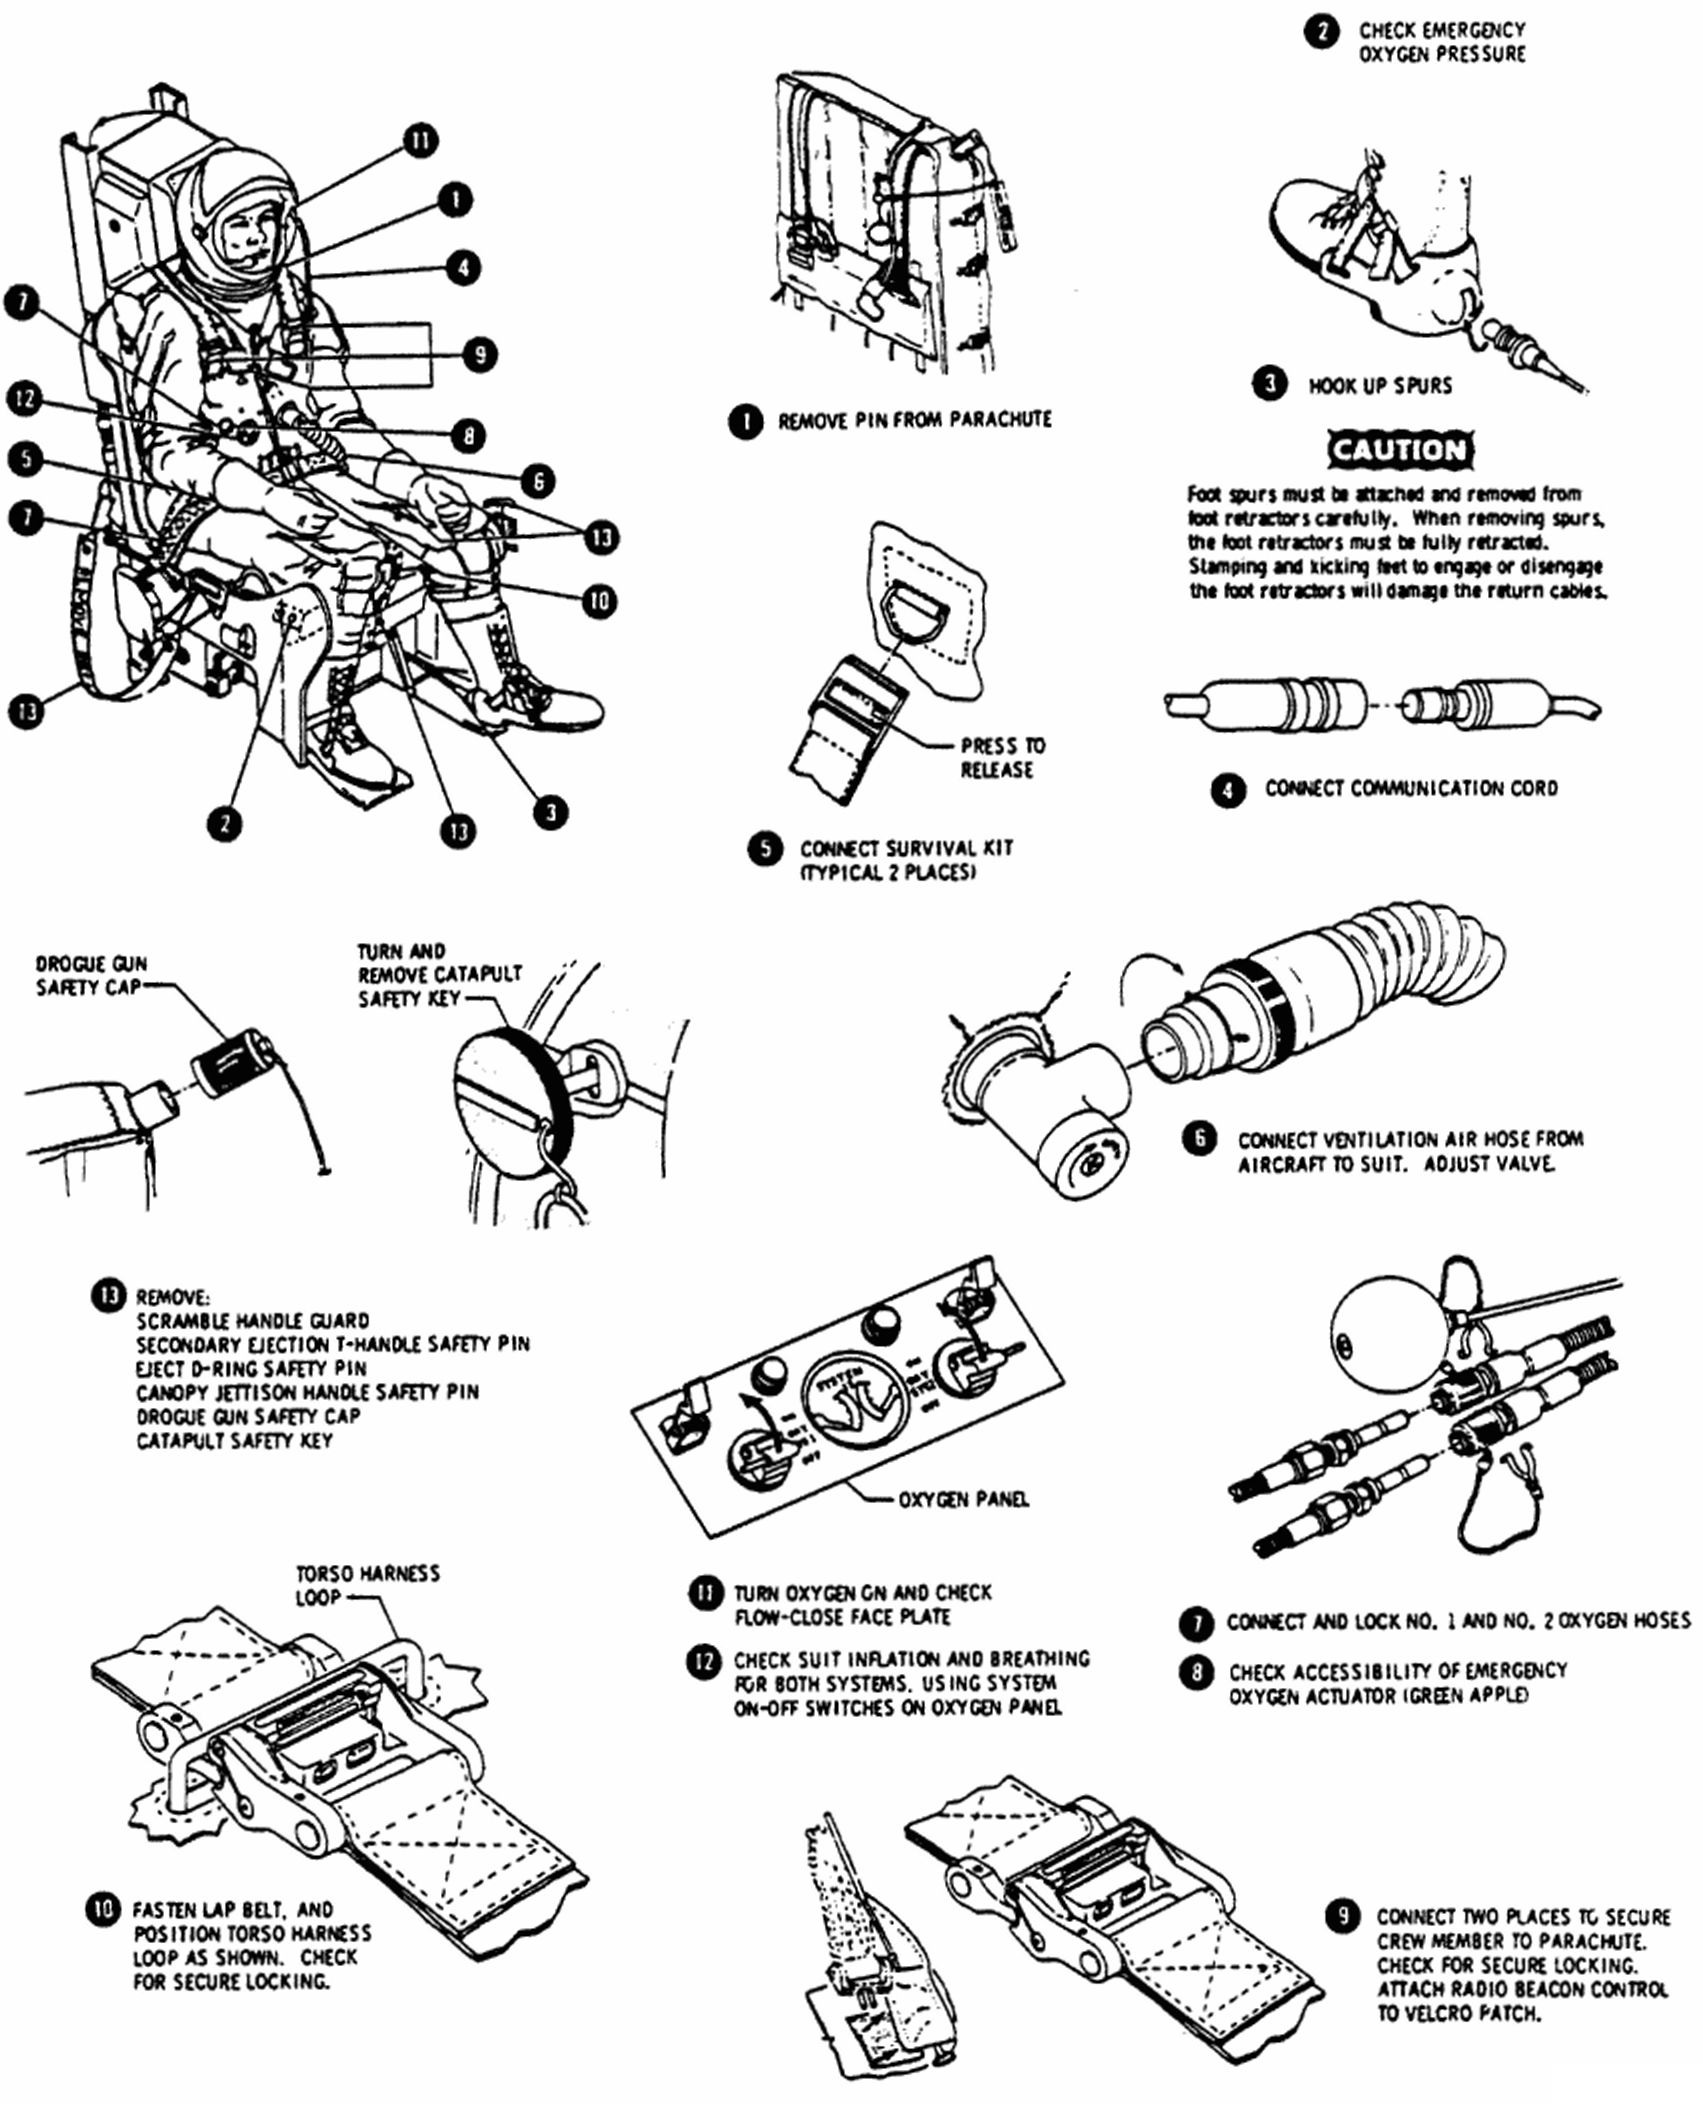 2 CHECK EMERGENCY
OXYGEN PRESSURE
11
1
4
7
9
12
8
5
6
7
13
10
13
2
13
3
1 REMOVE PIN FROM PARACHUTE
3 HOOK UP SPURS
CAUTION
Foot spurs must be attached and removed from
foot retractors carefully. When removing spurs,
the foot retractors must be fully retracted.
Stamping and kicking feet to engage or disengage
the foot retractors will damage the return cables.
PRESS TO
RELEASE
4 CONNECT COMMUNICATION CORD
5 CONNECT SURVIVAL KIT
(TYPICAL 2 PLACES)
DROGUE GUN
SAFETY CAP
TURN AND
REMOVE CATAPULT
SAFETY KEY
6 CONNECT VENTILATION AIR HOSE FROM
AIRCRAFT TO SUIT. ADJUST VALVE
13 REMOVE:
SCRAMBLE HANDLE GUARD
SECONDARY EJECTION T-HANDLE SAFETY PIN
EJECT D-RING SAFETY PIN
CANOPY JETTISON HANDLE SAFETY PIN
DROGUE GUN SAFETY CAP
CATAPULT SAFETY KEY
SYSTEM
ON
OFF
OXYGEN PANEL
TORSO HARNESS
LOOP
11 TURN OXYGEN ON AND CHECK
FLOW-CLOSE FACE PLATE
12 CHECK SUIT INFLATION AND BREATHING
FOR BOTH SYSTEMS. USING SYSTEM
ON-OFF SWITCHES ON OXYGEN PANEL
7 CONNECT AND LOCK NO. 1 AND NO. 2 OXYGEN HOSES
8 CHECK ACCESSIBILITY OF EMERGENCY
OXYGEN ACTUATOR (GREEN APPLE)
10 FASTEN LAP BELT, AND
POSITION TORSO HARNESS
LOOP AS SHOWN. CHECK
FOR SECURE LOCKING.
9 CONNECT TWO PLACES TO SECURE
CREW MEMBER TO PARACHUTE.
CHECK FOR SECURE LOCKING.
ATTACH RADIO BEACON CONTROL
TO VELCRO PATCH.